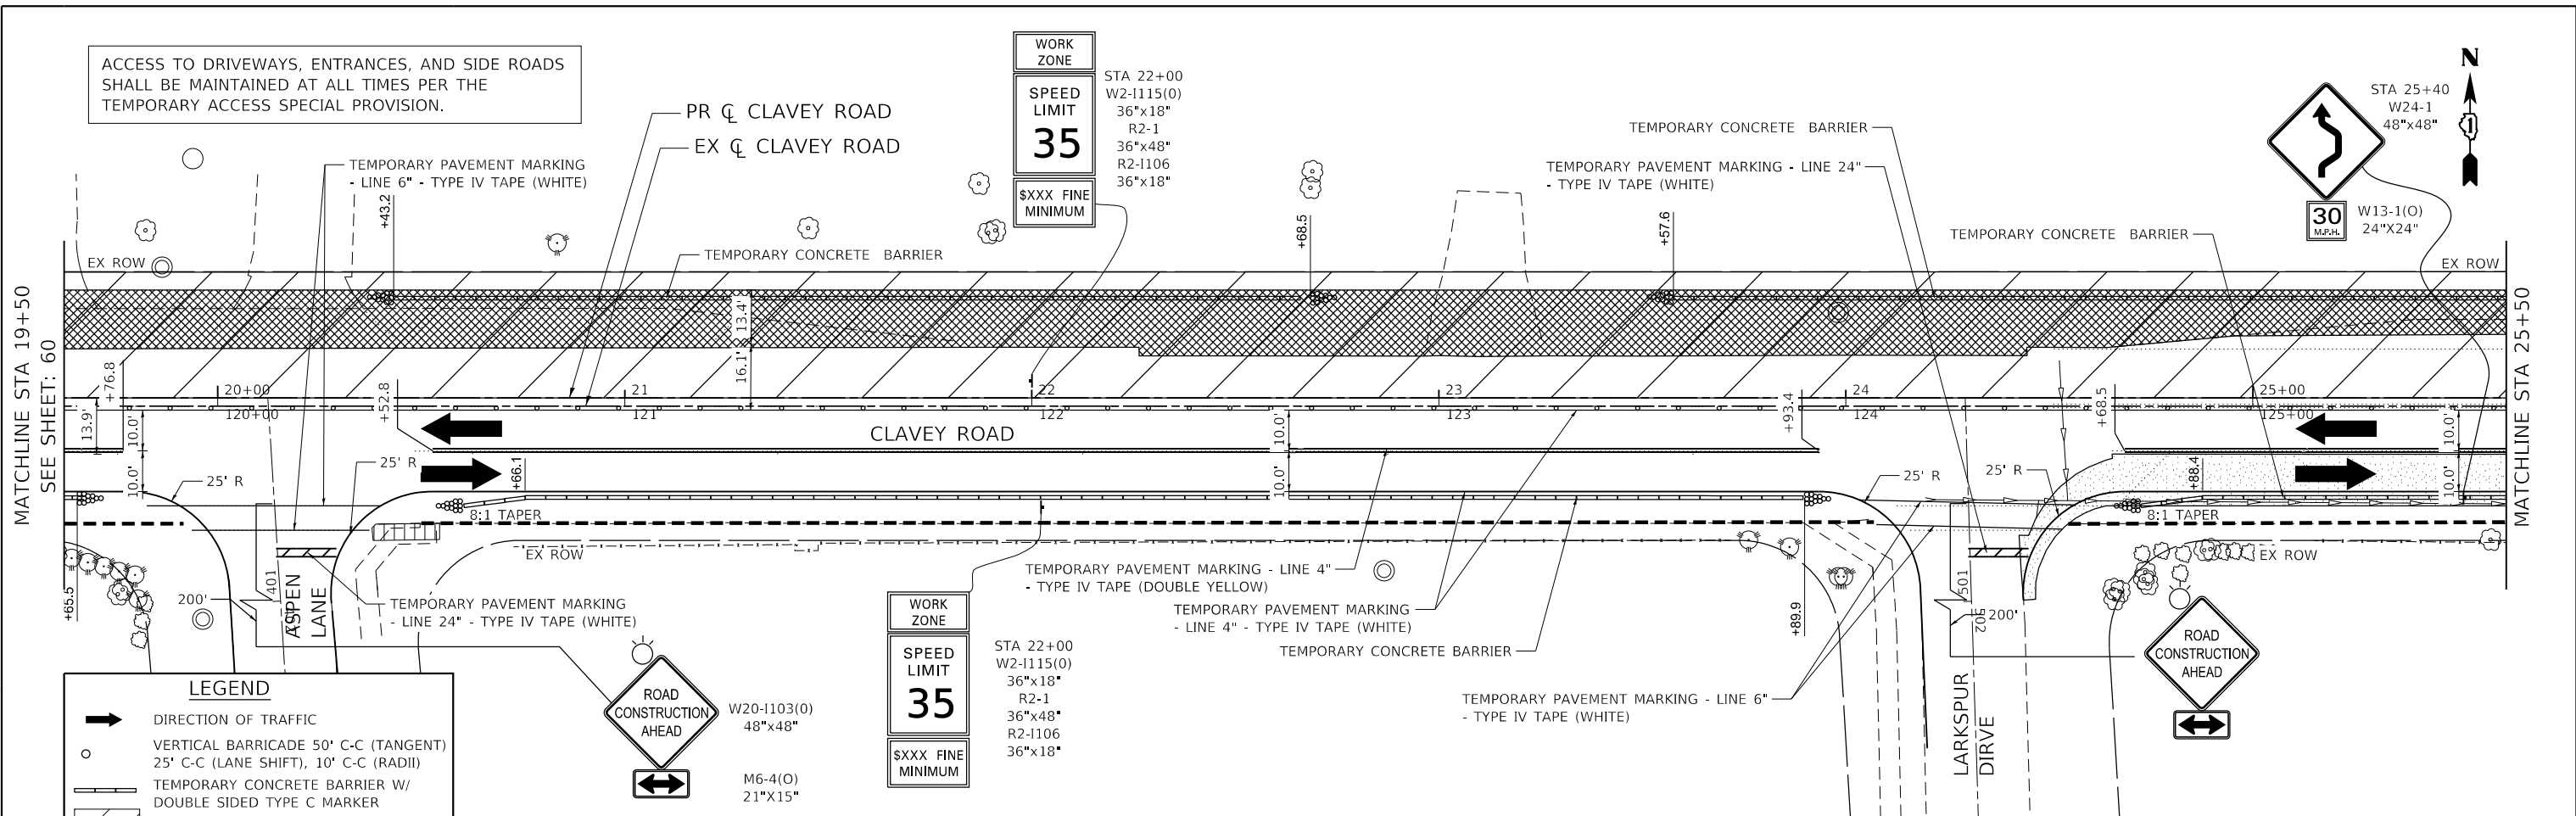 ACCESS TO DRIVEWAYS, ENTRANCES, AND SIDE ROADS
SHALL BE MAINTAINED AT ALL TIMES PER THE
TEMPORARY ACCESS SPECIAL PROVISION.
PR ℄ CLAVEY ROAD
EX ℄ CLAVEY ROAD
TEMPORARY PAVEMENT MARKING
- LINE 6" - TYPE IV TAPE (WHITE)
WORK
ZONE
SPEED
LIMIT
35
$XXX FINE
MINIMUM
STA 22+00
W2-I115(0)
36"x18"
R2-1
36"x48"
R2-I106
36"x18"
TEMPORARY CONCRETE BARRIER
TEMPORARY PAVEMENT MARKING - LINE 24"
- TYPE IV TAPE (WHITE)
STA 25+40
W24-1
48"x48"
30
M.P.H.
W13-1(O)
24"X24"
N
1
TEMPORARY CONCRETE BARRIER
TEMPORARY CONCRETE BARRIER
+43.2
+68.5
+57.6
EX ROW
EX ROW
MATCHLINE STA 19+50
SEE SHEET: 60
MATCHLINE STA 25+50
13.4'
16.1'
+76.8
13.9'
10.0'
10.0'
20+00
120+00
+52.8
21
121
22
122
23
123
24
124
25+00
125+00
+93.4
+68.5
CLAVEY ROAD
10.0'
10.0'
10.0'
10.0'
25' R
25' R
+66.1
8:1 TAPER
25' R
25' R
+88.4
8:1 TAPER
EX ROW
EX ROW
+65.5
200'
401
ASPEN
LANE
TEMPORARY PAVEMENT MARKING
- LINE 24" - TYPE IV TAPE (WHITE)
TEMPORARY PAVEMENT MARKING - LINE 4"
- TYPE IV TAPE (DOUBLE YELLOW)
TEMPORARY PAVEMENT MARKING
- LINE 4" - TYPE IV TAPE (WHITE)
TEMPORARY CONCRETE BARRIER
TEMPORARY PAVEMENT MARKING - LINE 6"
- TYPE IV TAPE (WHITE)
+89.9
501
502
200'
LARKSPUR
DIRVE
ROAD
CONSTRUCTION
AHEAD
W20-I103(0)
48"x48"
M6-4(O)
21"X15"
WORK
ZONE
SPEED
LIMIT
35
$XXX FINE
MINIMUM
STA 22+00
W2-I115(0)
36"x18"
R2-1
36"x48"
R2-I106
36"x18"
ROAD
CONSTRUCTION
AHEAD
LEGEND
DIRECTION OF TRAFFIC
VERTICAL BARRICADE 50' C-C (TANGENT)
25' C-C (LANE SHIFT), 10' C-C (RADII)
TEMPORARY CONCRETE BARRIER W/
DOUBLE SIDED TYPE C MARKER